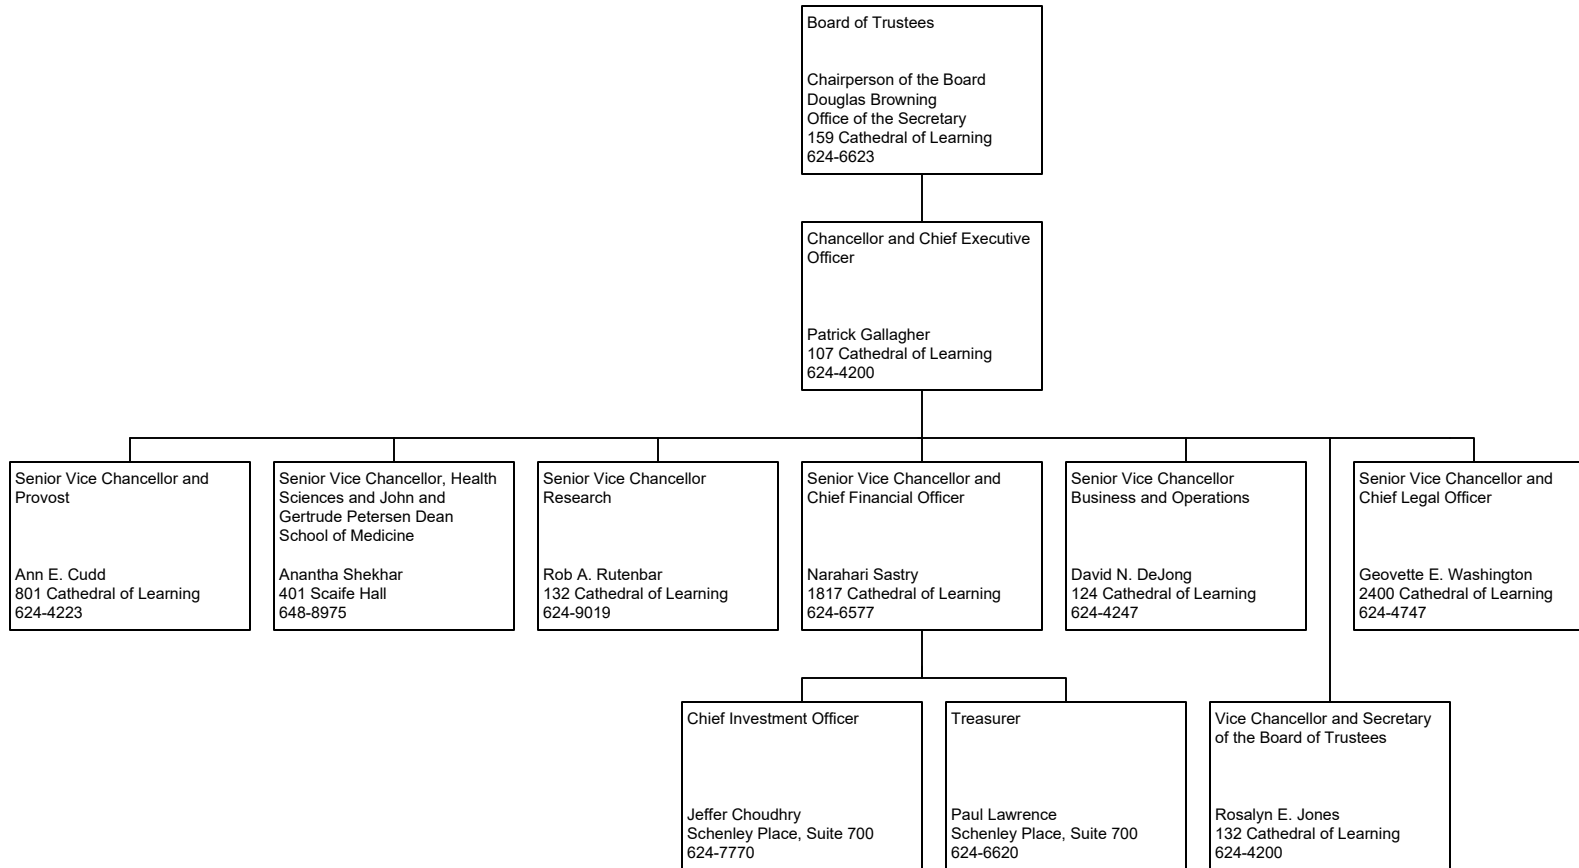 Board of Trustees
Chairperson of the Board
Douglas Browning
Office of the Secretary
159 Cathedral of Learning
624-6623
Chancellor and Chief Executive
Officer
Patrick Gallagher
107 Cathedral of Learning
624-4200
Senior Vice Chancellor and
Provost
Ann E. Cudd
801 Cathedral of Learning
624-4223
Senior Vice Chancellor, Health
Sciences and John and
Gertrude Petersen Dean
School of Medicine
Anantha Shekhar
401 Scaife Hall
648-8975
Senior Vice Chancellor
Research
Rob A. Rutenbar
132 Cathedral of Learning
624-9019
Senior Vice Chancellor and
Chief Financial Officer
Narahari Sastry
1817 Cathedral of Learning
624-6577
Senior Vice Chancellor
Business and Operations
David N. DeJong
124 Cathedral of Learning
624-4247
Senior Vice Chancellor and
Chief Legal Officer
Geovette E. Washington
2400 Cathedral of Learning
624-4747
Chief Investment Officer
Jeffer Choudhry
Schenley Place, Suite 700
624-7770
Treasurer
Paul Lawrence
Schenley Place, Suite 700
624-6620
Vice Chancellor and Secretary
of the Board of Trustees
Rosalyn E. Jones
132 Cathedral of Learning
624-4200